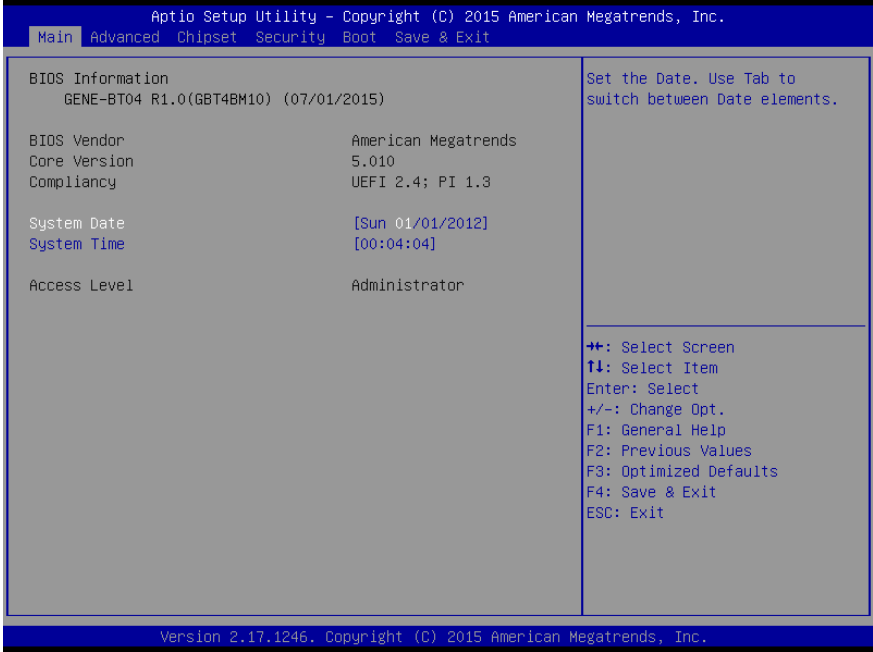 Aptio Setup Utility – Copyright (C) 2015 American Megatrends, Inc.
Main Advanced Chipset Security Boot Save & Exit
BIOS Information
GENE-BT04 R1.0(GBT4BM10) (07/01/2015)
BIOS Vendor American Megatrends
Core Version 5.010
Compliancy UEFI 2.4; PI 1.3
System Date [Sun 01/01/2012]
System Time [00:04:04]
Access Level Administrator
Set the Date. Use Tab to
switch between Date elements.
→←: Select Screen
↑↓: Select Item
Enter: Select
+/-: Change Opt.
F1: General Help
F2: Previous Values
F3: Optimized Defaults
F4: Save & Exit
ESC: Exit
Version 2.17.1246. Copyright (C) 2015 American Megatrends, Inc.